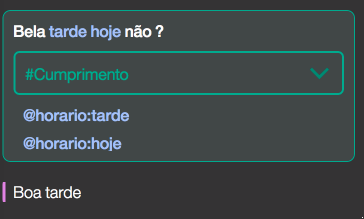 Bela tarde hoje não ?
#Cumprimento
@horario:tarde
@horario:hoje
Boa tarde